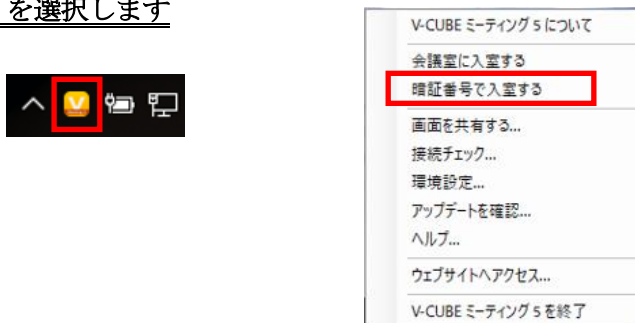 を選択します
V-CUBE ミーティング 5 について
会議室に入室する
暗証番号で入室する
画面を共有する...
接続チェック...
環境設定...
アップデートを確認...
ヘルプ...
ウェブサイトへアクセス...
V-CUBE ミーティング 5 を終了